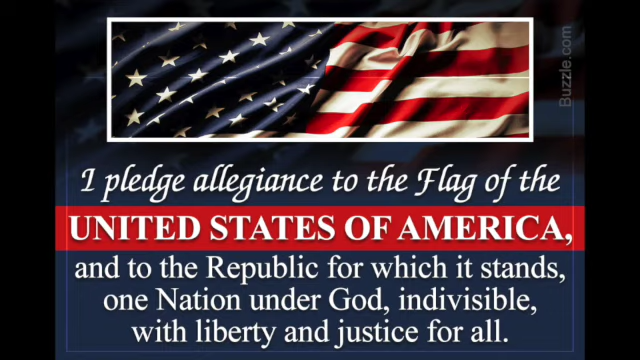 I pledge allegiance to the Flag of the
UNITED STATES OF AMERICA,
and to the Republic for which it stands,
one Nation under God, indivisible,
with liberty and justice for all.
Buzzle.com